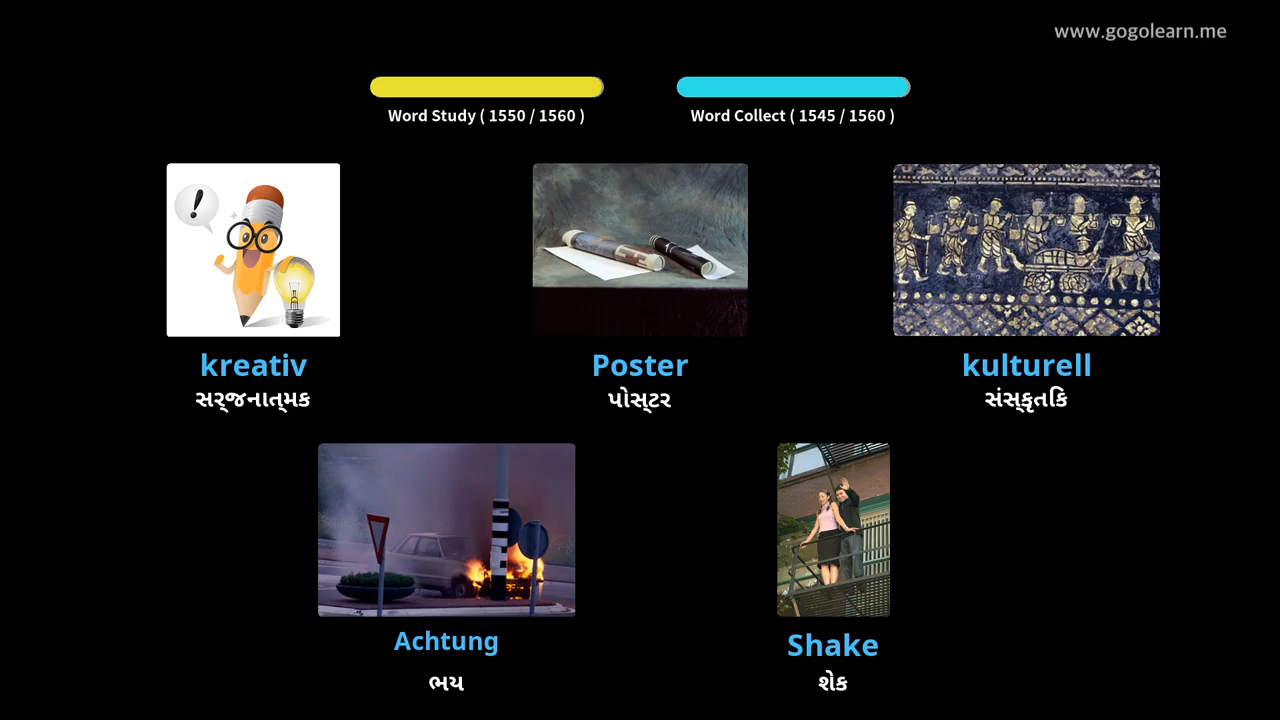 www.gogolearn.me
Word Study ( 1550 / 1560 )
Word Collect ( 1545 / 1560 )
kreativ
સર્જનાત્મક
Poster
પોસ્ટર
kulturell
સંસ્કૃતકિ
!
Achtung
ભય
Shake
શેક